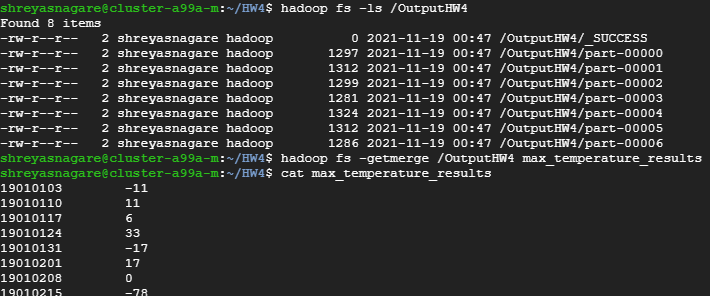 shreyasnagare@cluster-a99a-m:~/HW4$ hadoop fs -ls /OutputHW4
Found 8 items
-rw-r--r--   2 shreyasnagare hadoop          0 2021-11-19 00:47 /OutputHW4/_SUCCESS
-rw-r--r--   2 shreyasnagare hadoop       1297 2021-11-19 00:47 /OutputHW4/part-00000
-rw-r--r--   2 shreyasnagare hadoop       1312 2021-11-19 00:47 /OutputHW4/part-00001
-rw-r--r--   2 shreyasnagare hadoop       1299 2021-11-19 00:47 /OutputHW4/part-00002
-rw-r--r--   2 shreyasnagare hadoop       1281 2021-11-19 00:47 /OutputHW4/part-00003
-rw-r--r--   2 shreyasnagare hadoop       1324 2021-11-19 00:47 /OutputHW4/part-00004
-rw-r--r--   2 shreyasnagare hadoop       1312 2021-11-19 00:47 /OutputHW4/part-00005
-rw-r--r--   2 shreyasnagare hadoop       1286 2021-11-19 00:47 /OutputHW4/part-00006
shreyasnagare@cluster-a99a-m:~/HW4$ hadoop fs -getmerge /OutputHW4 max_temperature_results
shreyasnagare@cluster-a99a-m:~/HW4$ cat max_temperature_results
19010103        -11
19010110        11
19010117        6
19010124        33
19010131        -17
19010201        17
19010208        0
19010215        -78